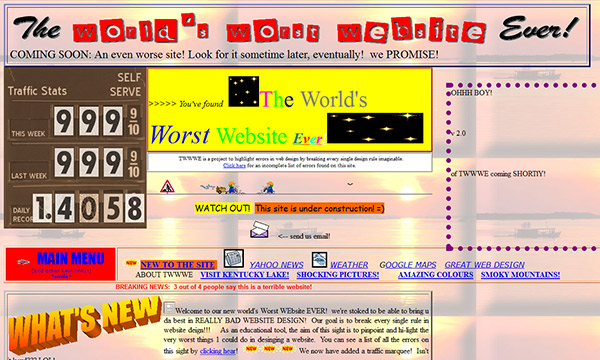 The world's worst website Ever!
COMING SOON: An even worse site! Look for it sometime later, eventually!  we PROMISE!
Traffic Stats
SELF
SERVE
THIS WEEK
999 9/10
LAST WEEK
999 9/10
DAILY
RECOR
1.4058
>>>>> You've found The World's
Worst Website Ever
TWWWE is a project to highlight errors in web design by breaking every single design rule imaginable.
Click here for an incomplete list of errors found on this site.
OHHH BOY!
v 2.0
of TWWWE coming SHORTIY!
WATCH OUT! This site is under construction! =)
<-- send us email!
MAIN MENU
NEW TO THE SITE
YAHOO NEWS
WEATHER
GOOGLE MAPS
GREAT WEB DESIGN
ABOUT TWWWE
VISIT KENTUCKY LAKE!
SHOCKING PICTURES!
AMAZING COLOURS
SMOKY MOUNTAINS!
BREAKING NEWS: 3 out of 4 people say this is a terrible website!
WHAT'S NEW
Welcome to our new world's Worst WEbsite EVER!  we're stoked to be able to bring u
da best in REALLY BAD WEBSITE DESIGN!  Our goal is to break every single rule in
website deign!!!    As an educational tool, the aim of this sight is to pinpoint and hi-light the
very worst things 1 could do in desinging a website.  You can see a list of all the errors on
this sight by clicking hear! NEW NEW NEW We now have added a traffic marquee!  Isn't